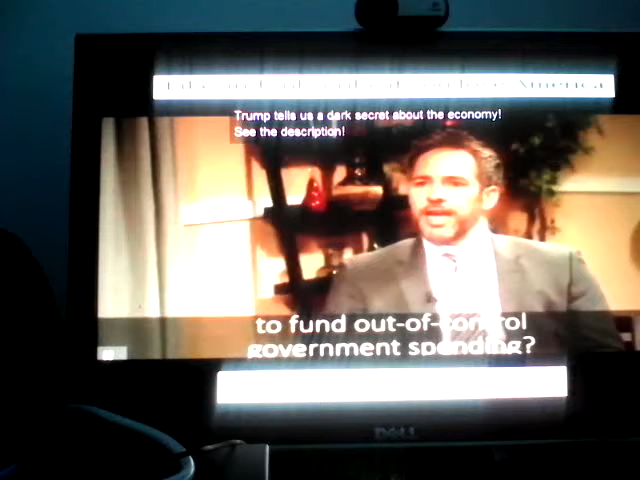 America
Trump tells us a dark secret about the economy!
See the description!
to fund out-of-control
government spending?
DELL